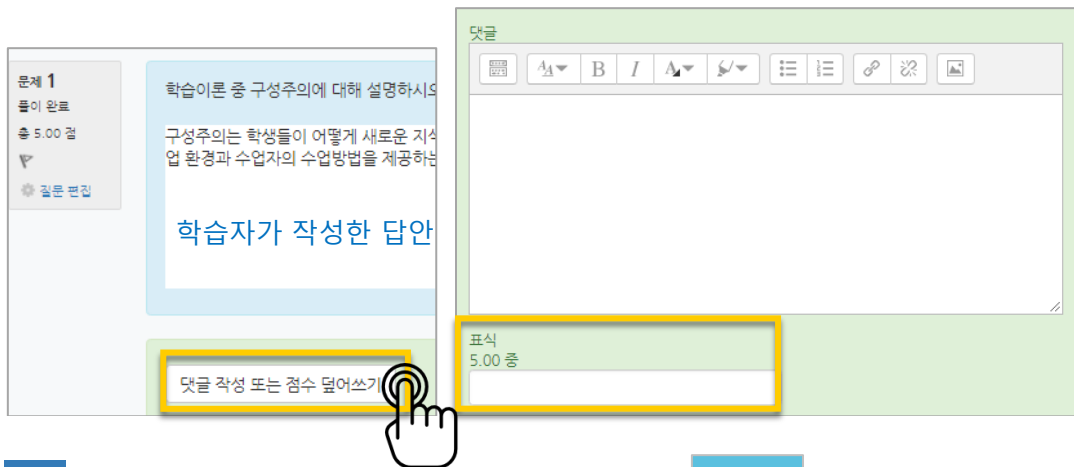 문제 1
풀이 완료
총 5.00 점
질문 편집
학습이론 중 구성주의에 대해 설명하시오
구성주의는 학생들이 어떻게 새로운 지식
업 환경과 수업자의 수업방법을 제공하는
학습자가 작성한 답안
댓글 작성 또는 점수 덮어쓰기
댓글
B I
표식
5.00 중